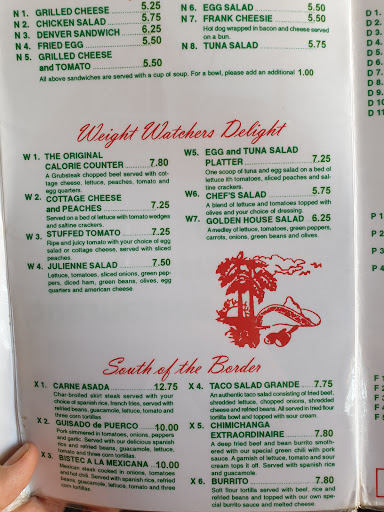 N 1. GRILLED CHEESE 5.25
N 2. CHICKEN SALAD 5.75
N 3. DENVER SANDWICH 6.25
N 4. FRIED EGG 5.50
N 5. GRILLED CHEESE
and TOMATO 5.50
N 6. EGG SALAD 5.50
N 7. FRANK CHEESIE 5.50
Hot dog wrapped in bacon and cheese served
on a bun.
N 8. TUNA SALAD 5.75
All above sandwiches are served with a cup of soup. For a bowl, please add an additional 1.00
Weight Watchers Delight
W 1. THE ORIGINAL
CALORIE COUNTER 7.80
A Grubsteak chopped beef served with cot-
tage cheese, lettuce, peaches, tomato and
egg quarters.
W 2. COTTAGE CHEESE
and PEACHES 7.25
Served on a bed of lettuce with tomato wedges
and saltine crackers.
W 3. STUFFED TOMATO 7.25
Ripe and juicy tomato with your choice of egg
salad or cottage cheese, served with sliced
peaches.
W 4. JULIENNE SALAD 7.50
Lettuce, tomatoes, sliced onions, green pep-
pers, diced ham, green beans, olives, egg
quarters and american cheese
W5. EGG and TUNA SALAD
PLATTER 7.25
One scoop of tuna and egg salad on a bed of
lettuce ith tomatoes, sliced peaches and sal-
tine crackers.
W6. CHEF'S SALAD 5.75
A blend of lettuce and tomatoes topped with
olives and your choice of dressing.
W7. GOLDEN HOUSE SALAD 6.25
A medley of lettuce, tomatoes, green peppers,
carrots, onions, green beans and olives.
South of the Border
X 1. CARNE ASADA 12.75
Char-broiled skirt steak served with your
choice of spanish rice, french fries, served with
refried beans, guacamole, lettuce, tomato and
three corn tortillas
X 2. GUISADO de PUERCO 10.00
Pork simmered in tomatoes, onions, peppers
and garlic. Served with our delicious spanish
rice and refried beans, guacamole, lettuce,
tomato and three corn tortillas.
X 3. BISTEC A LA MEXICANA 10.00
Mexican steak cooked in onions, tomatoes
and hot chili. Served with spanish rice, refried
beans, guacamole, lettuce, tomato and three
corn tortillas.
X 4. TACO SALAD GRANDE 7.75
An authentic taco salad consisting of fried beef,
shredded lettuce, chopped onions, shredded
cheese and refried beans. All served in fried flour
tortilla bowl and topped with sour cream.
X 5. CHIMICHANGA
EXTRAORDINAIRE 7.80
A deep fried beef and bean burrito smoth-
ered with our special green chili with pork
sauce. A garnish of lettuce, tomato and sour
cream tops it off. Served with spanish rice
and guacamole.
X 6. BURRITO 7.80
Soft flour tortilla served with beef, rice and
refried beans and topped with our own spe-
cial burrito sauce and melted cheese
D 1.
P 1
P 2
P 3
P 4
F 1